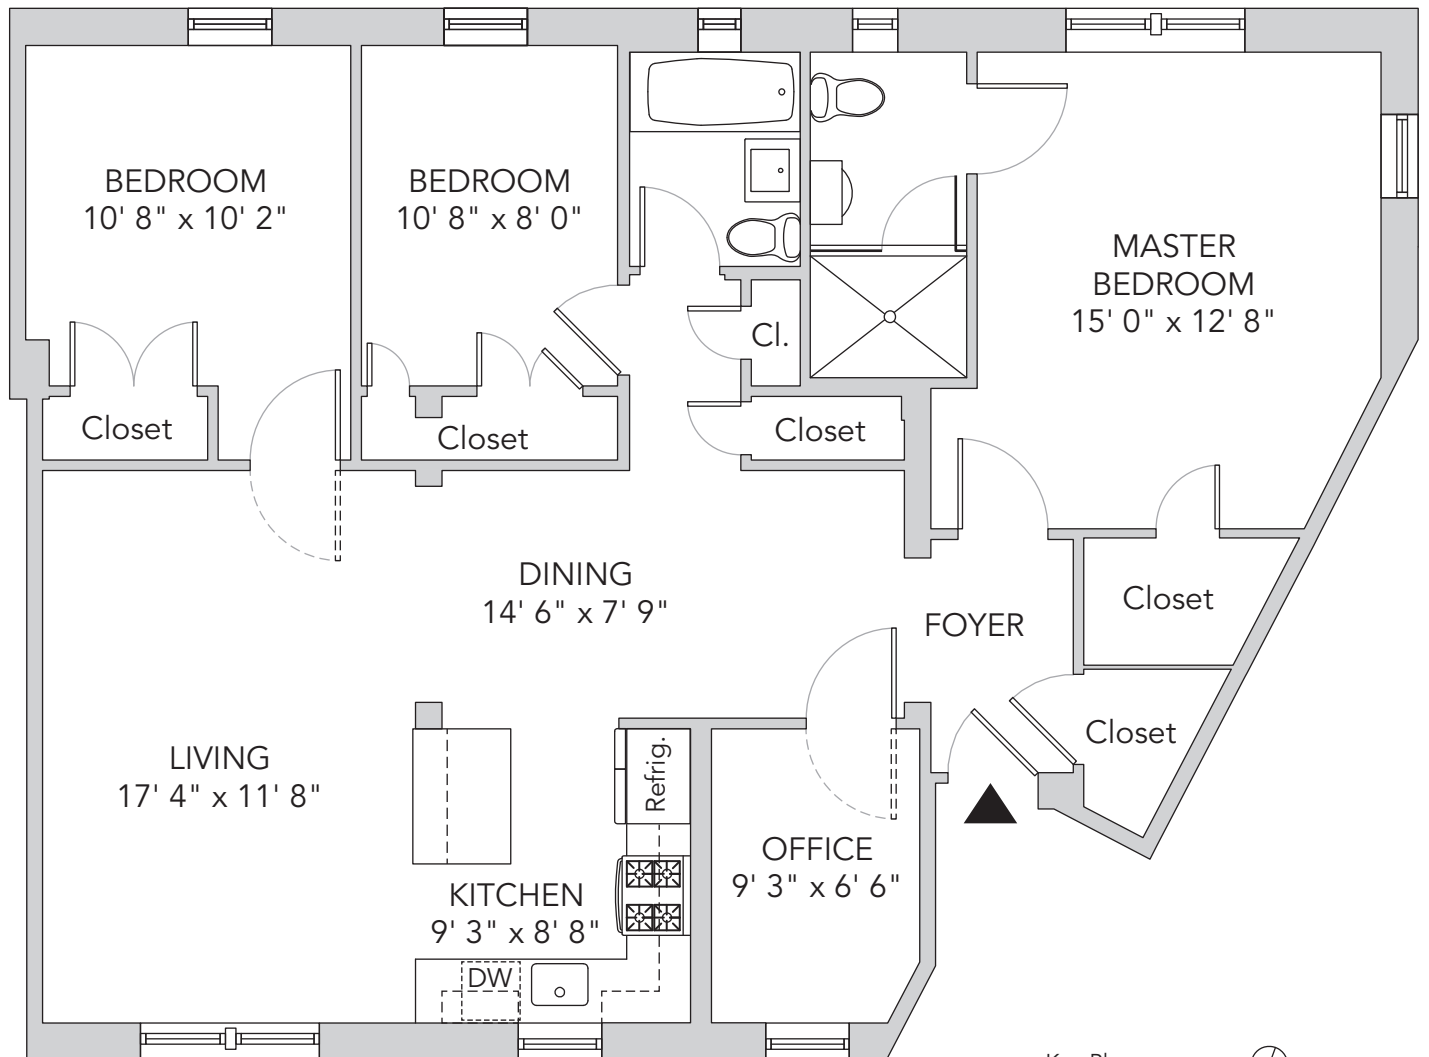 BEDROOM
10' 8" x 10' 2"
BEDROOM
10' 8" x 8' 0"
MASTER
BEDROOM
15' 0" x 12' 8"
Cl.
Closet
Closet
Closet
DINING
14' 6" x 7' 9"
FOYER
Closet
Closet
LIVING
17' 4" x 11' 8"
Refrig.
OFFICE
9' 3" x 6' 6"
KITCHEN
9' 3" x 8' 8"
DW